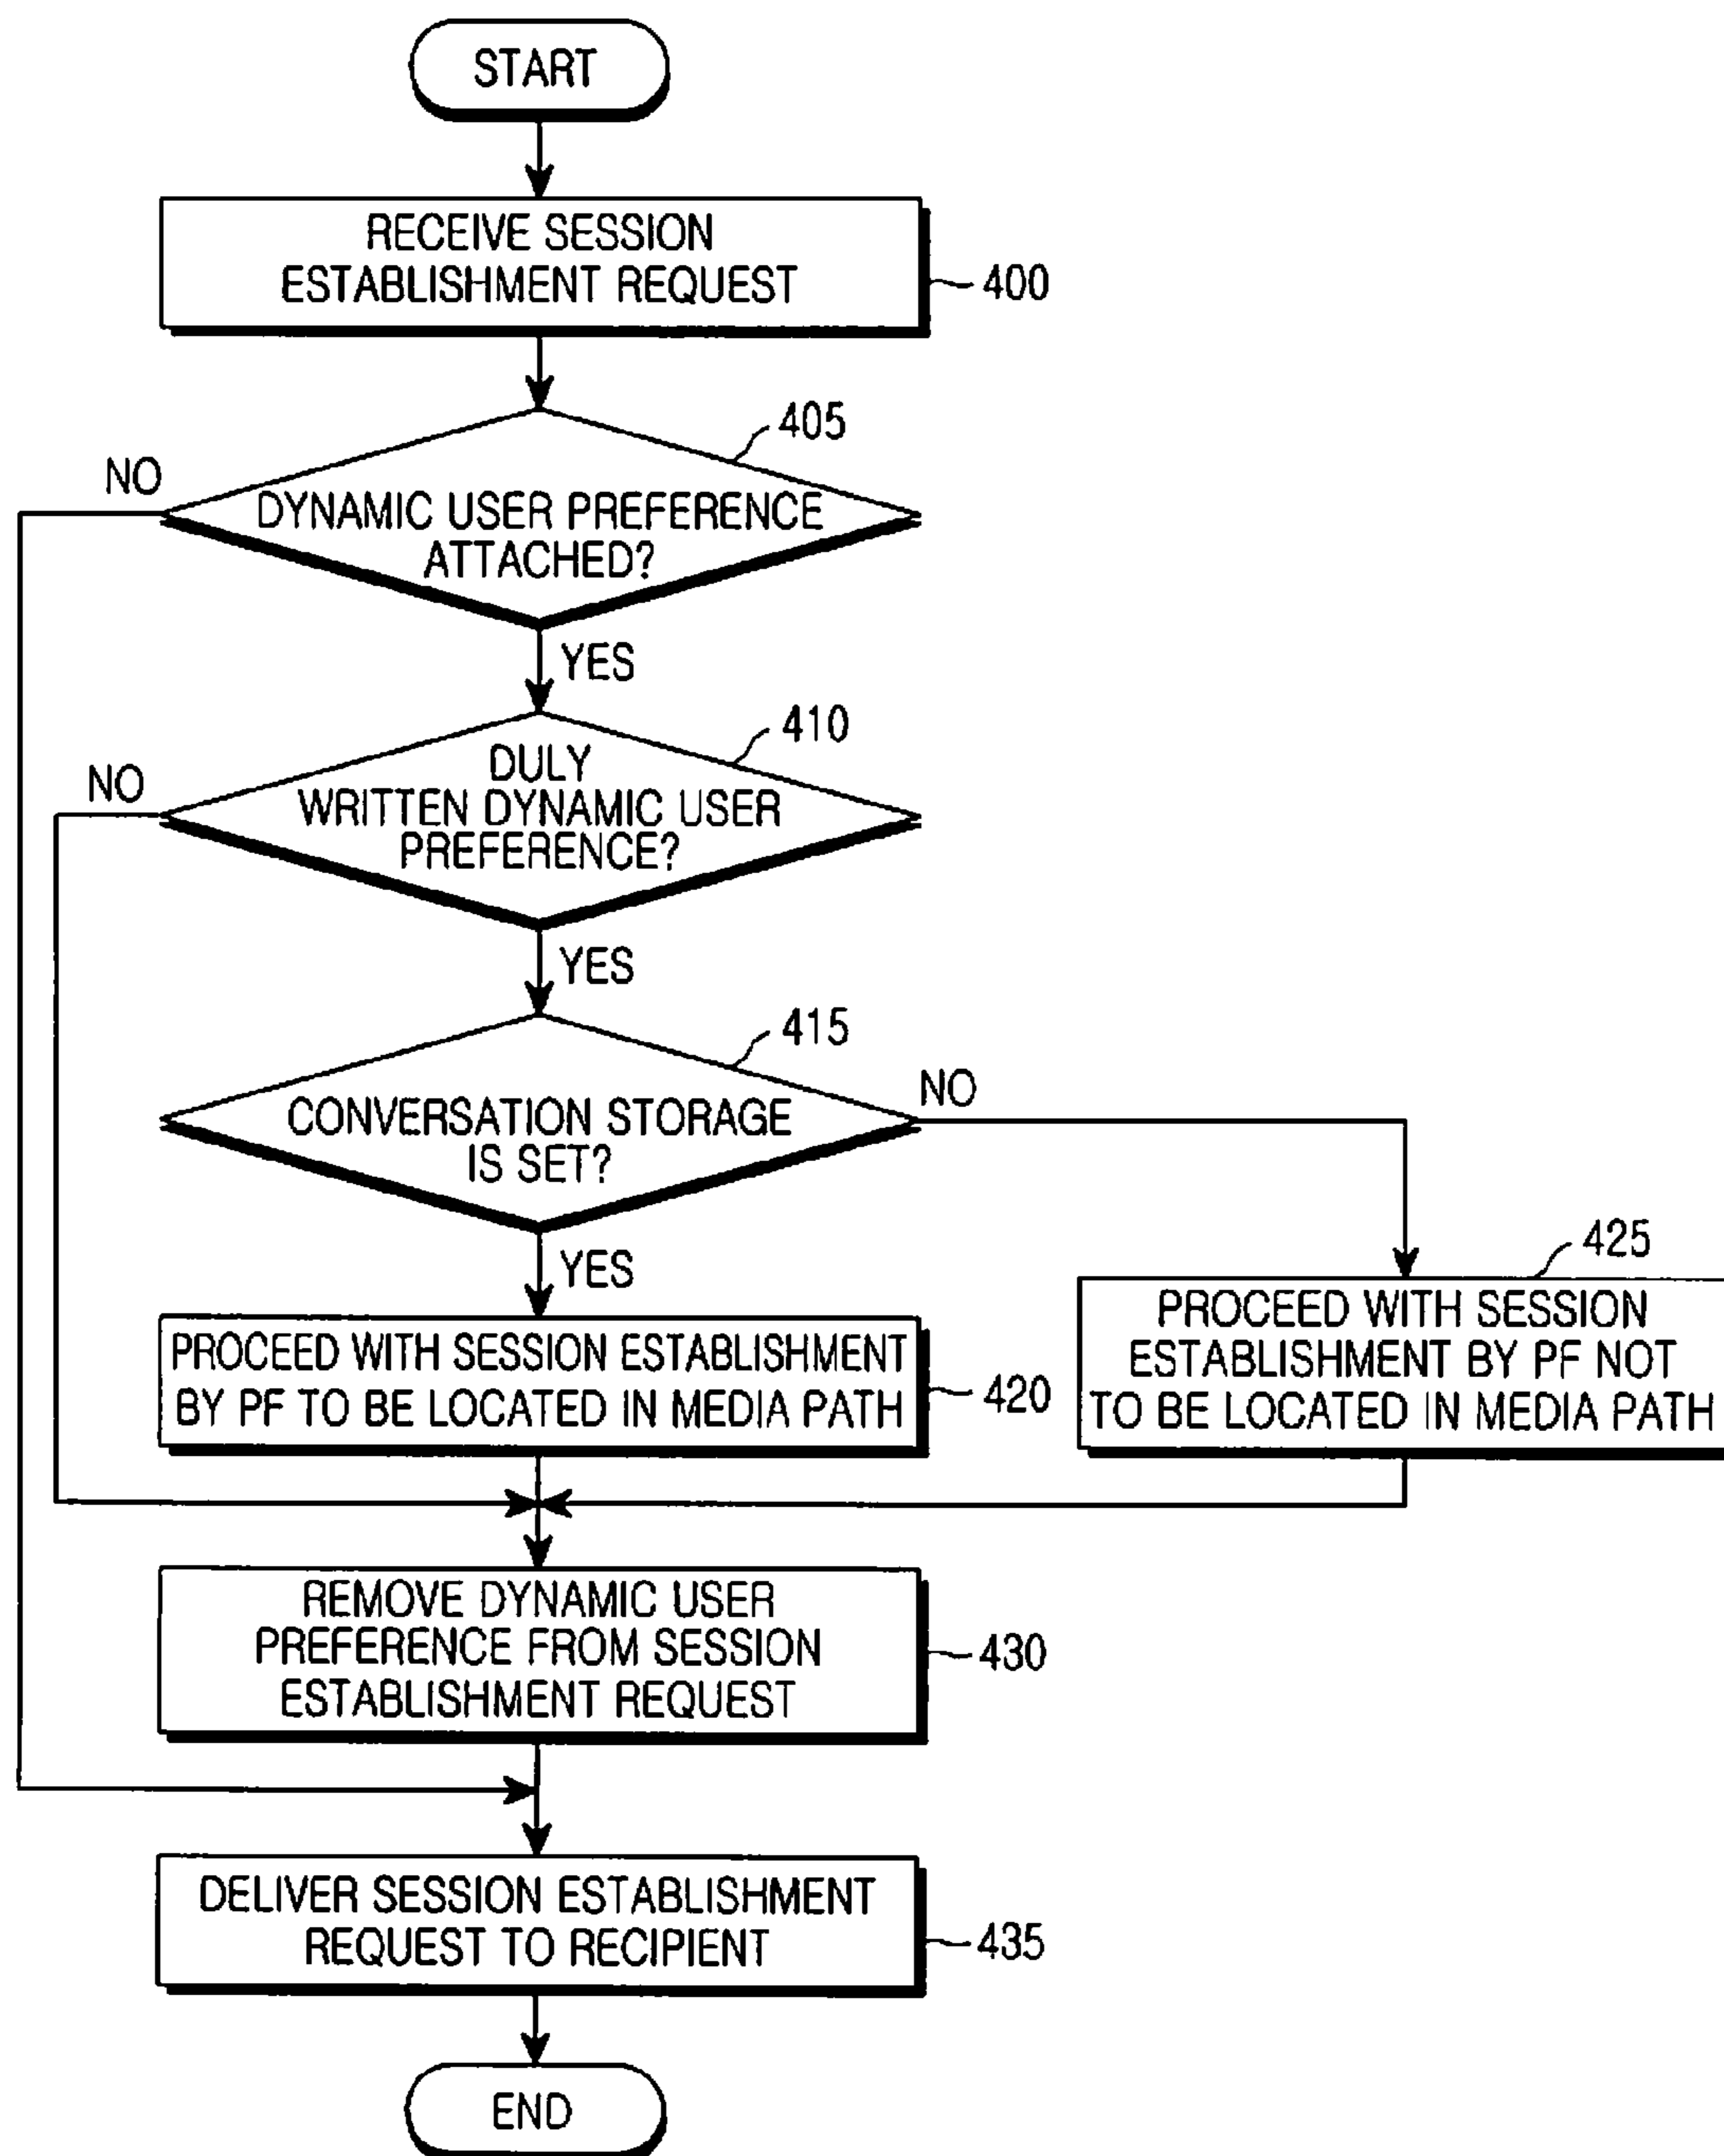 START
RECEIVE SESSION
ESTABLISHMENT REQUEST
400
405
NO
DYNAMIC USER PREFERENCE
ATTACHED?
YES
410
NO
DULY
WRITTEN DYNAMIC USER
PREFERENCE?
YES
415
NO
CONVERSATION STORAGE
IS SET?
YES
425
PROCEED WITH SESSION ESTABLISHMENT
BY PF TO BE LOCATED IN MEDIA PATH
420
PROCEED WITH SESSION
ESTABLISHMENT BY PF NOT
TO BE LOCATED IN MEDIA PATH
REMOVE DYNAMIC USER
PREFERENCE FROM SESSION
ESTABLISHMENT REQUEST
430
DELIVER SESSION ESTABLISHMENT
REQUEST TO RECIPIENT
435
END